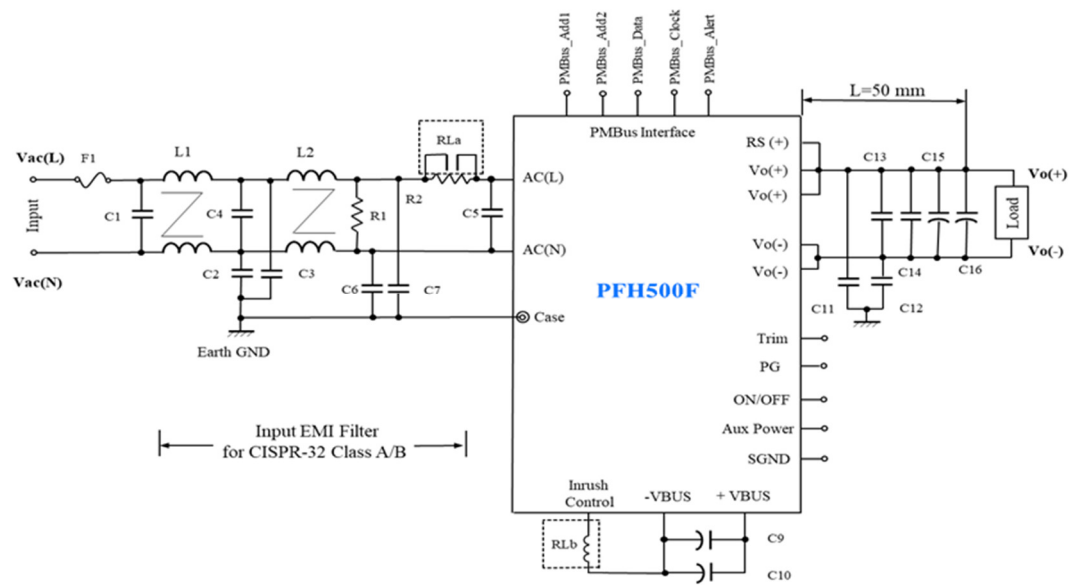 PMBus_Add1
PMBus_Add2
PMBus_Data
PMBus_Clock
PMBus_Alert
L=50 mm
PMBus Interface
RLa
RS (+)
Vac(L)
F1
L1
L2
C13
C15
Vo(+)
AC(L)
Vo(+)
Vo(+)
Input
C1
C4
R1
R2
C5
Load
Vac(N)
C2
C3
AC(N)
Vo(-)
Vo(-)
Vo(-)
C14
C16
C6
C7
PFH500F
C11
C12
Case
Earth GND
Trim
PG
ON/OFF
Aux Power
SGND
Input EMI Filter
for CISPR-32 Class A/B
Inrush
Control
-VBUS
+ VBUS
RLb
C9
C10